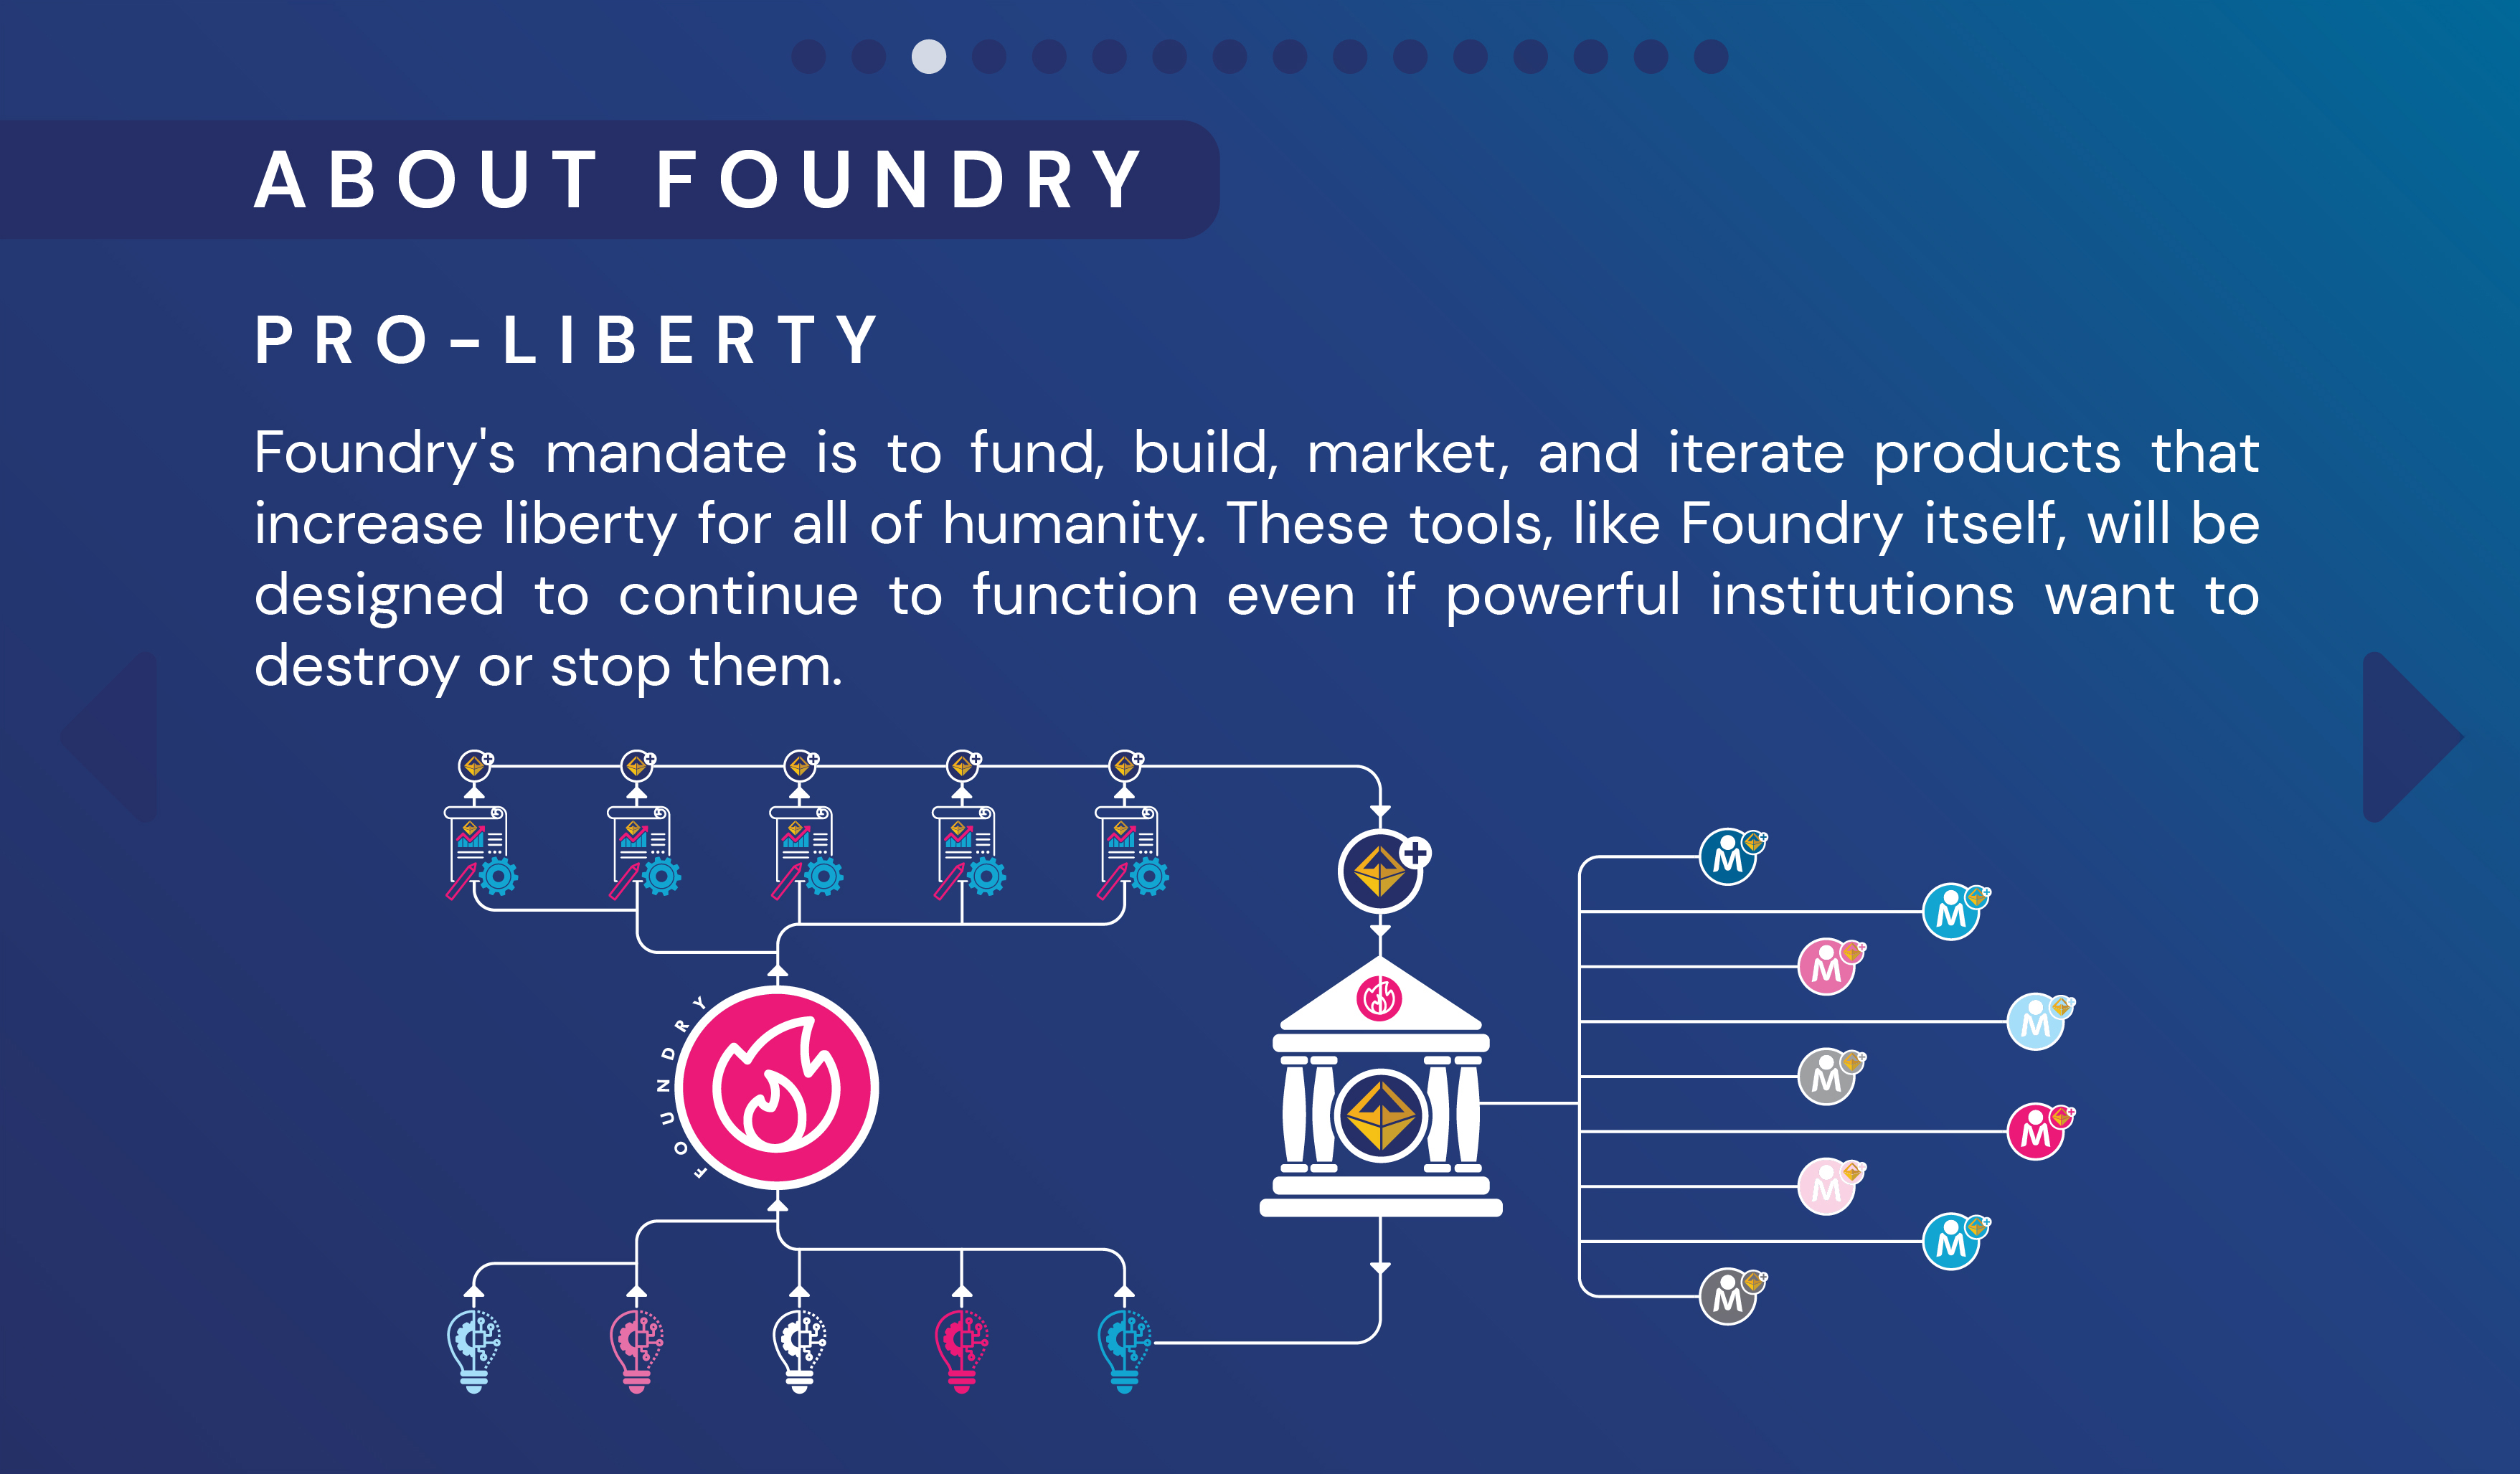 ABOUT FOUNDRY
PRO-LIBERTY
Foundry's mandate is to fund, build, market, and iterate products that
increase liberty for all of humanity. These tools, like Foundry itself, will be
designed to continue to function even if powerful institutions want to
destroy or stop them.
FOUNDRY
M
M
M
M
M
M
M
M
M